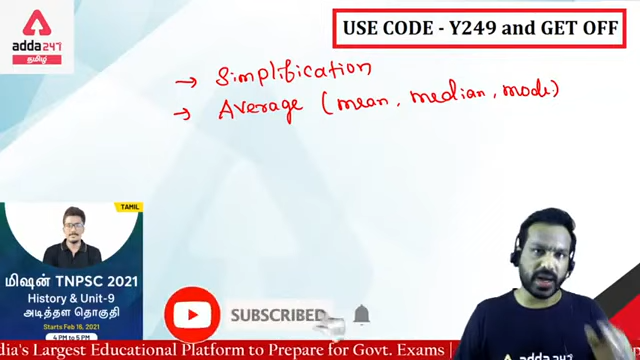 USE CODE - Y249 and GET OFF
adda247
தமிழ்
→ Simplification
→ Average (mean, median, mode)
TAMIL
மிஷன் TNPSC 2021
History & Unit-9
அடித்தள தொகுதி
Starts Feb 16, 2021
4 PM to 5 PM
SUBSCRIBED
adda247
dia's Largest Educational Platform to Prepare for Govt. Exams |